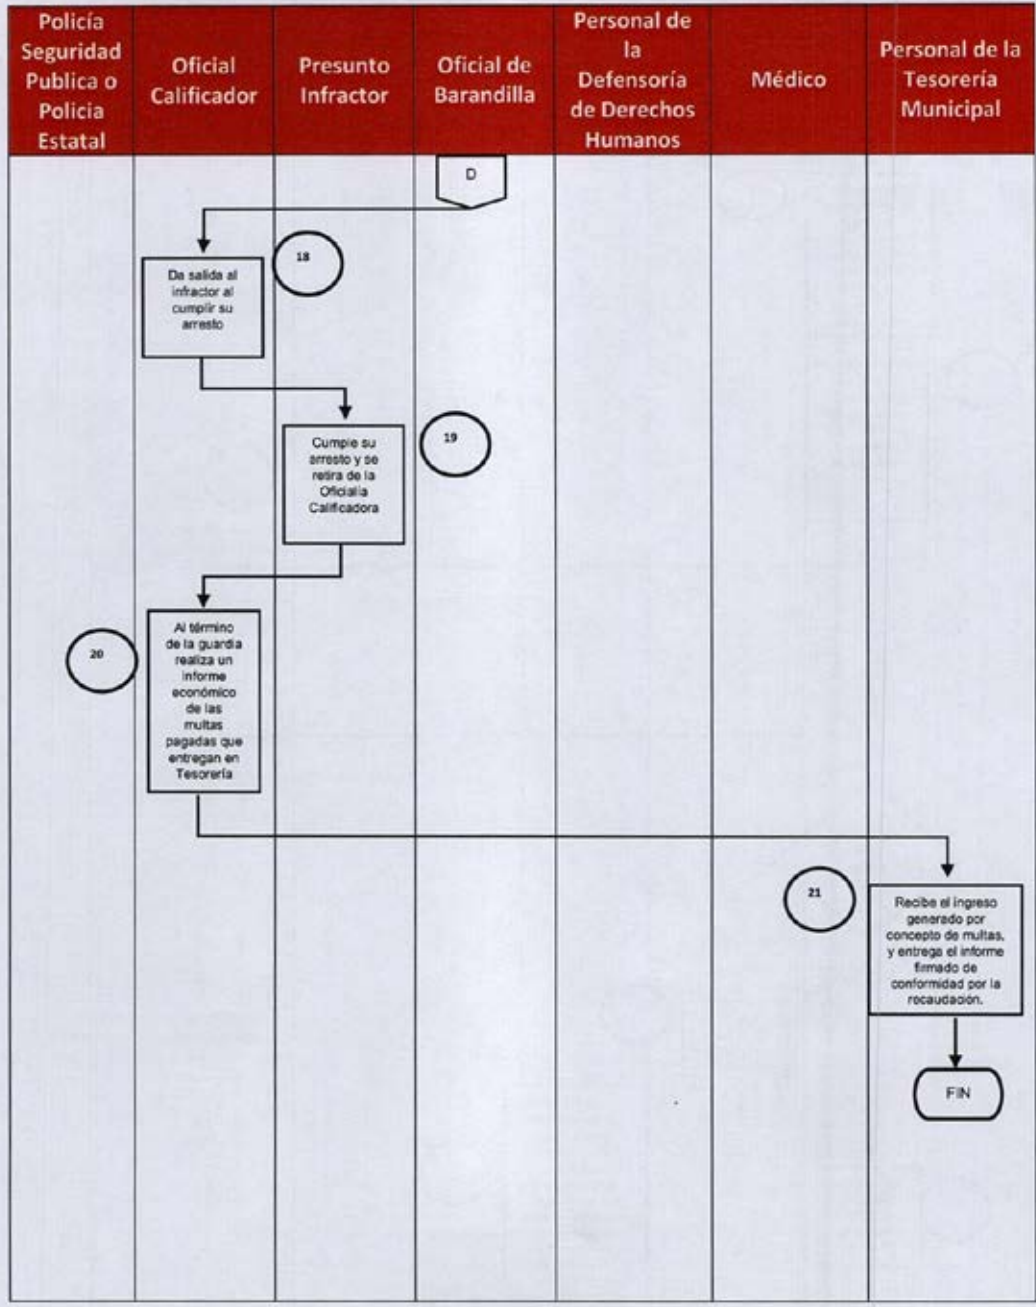 Policía
Seguridad
Publica o
Policia
Estatal
Oficial
Calificador
Presunto
Infractor
Oficial de
Barandilla
Personal de
la
Defensoría
de Derechos
Humanos
Médico
Personal de la
Tesorería
Municipal
D
18
Da salida al
infractor al
cumplir su
arresto
19
Cumple su
arresto y se
retira de la
Oficialía
Calificadora
20
Al término
de la guardia
realiza un
informe
económico
de las
multas
pagadas que
entregan en
Tesorería
21
Recibe el ingreso
generado por
concepto de multas,
y entrega el informe
firmado de
conformidad por la
recaudación.
FIN